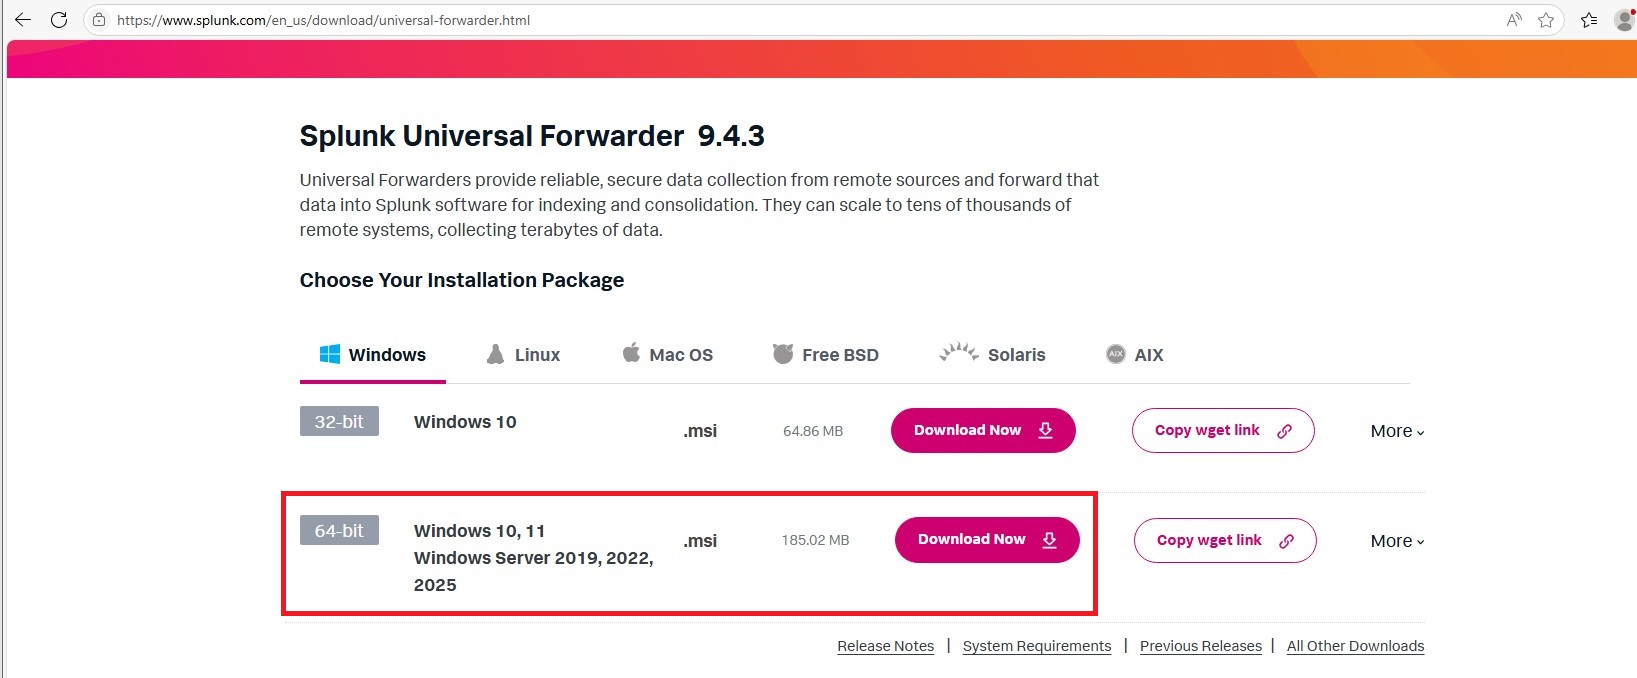 https://www.splunk.com/en_us/download/universal-forwarder.html
Splunk Universal Forwarder 9.4.3
Universal Forwarders provide reliable, secure data collection from remote sources and forward that
data into Splunk software for indexing and consolidation. They can scale to tens of thousands of
remote systems, collecting terabytes of data.
Choose Your Installation Package
Windows Linux Mac OS Free BSD Solaris AIX AIX
32-bit Windows 10 .msi 64.86 MB Download Now Copy wget link More
64-bit Windows 10, 11 .msi 185.02 MB Download Now Copy wget link More
Windows Server 2019, 2022,
2025
Release Notes | System Requirements | Previous Releases | All Other Downloads